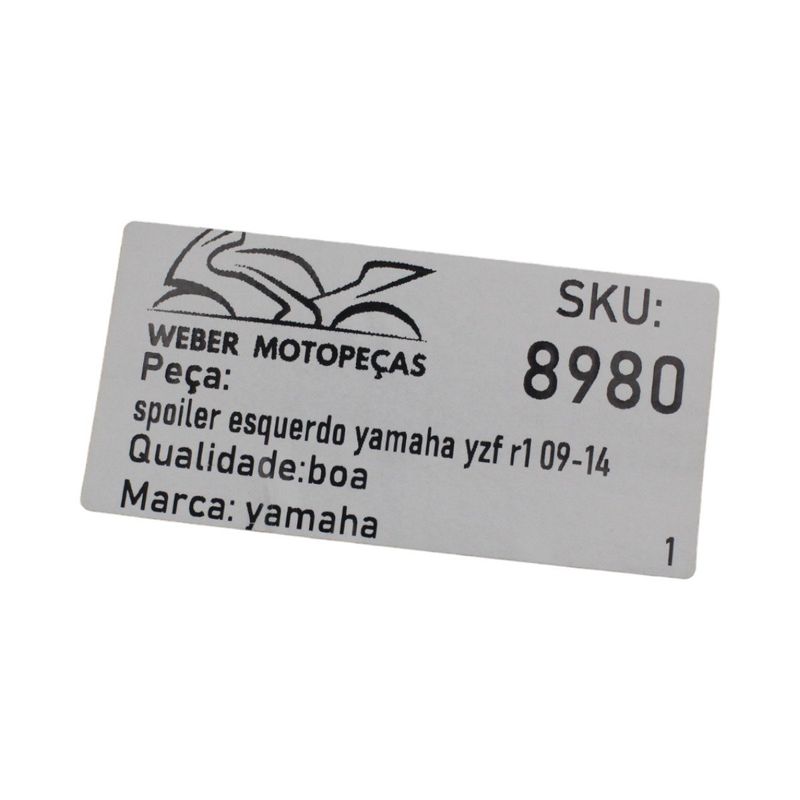 WEBER MOTOPEÇAS
SKU:
8980
Peça:
spoiler esquerdo yamaha yzf r1 09-14
Qualidade:boa
Marca: yamaha
1